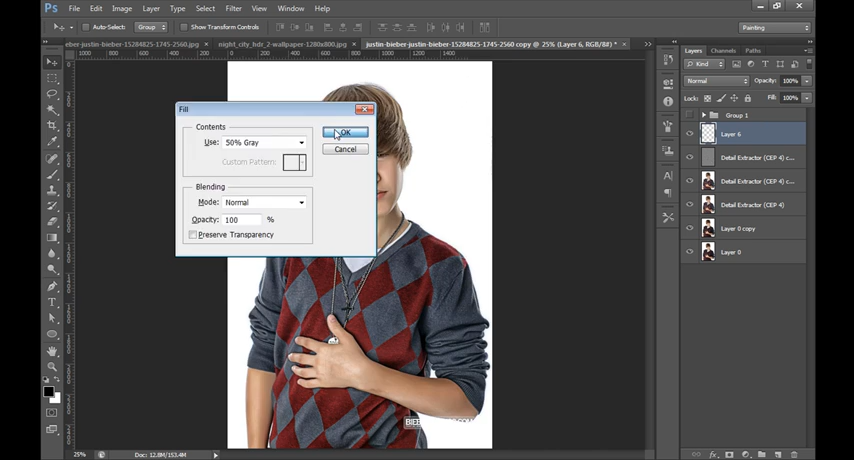 Ps File Edit Image Layer Type Select Filter View Window Help
Auto-Select: Group Show Transform Controls Painting
eber-justin-bieber-15284825-1745-2560.jpg × night_city_hdr_2-wallpaper-1280x800.jpg × justin-bieber-justin-bieber-15284825-1745-2560 copy @ 25% (Layer 6, RGB/8#) * ×
Layers Channels Paths
Kind
Normal Opacity: 100%
Lock: Fill: 100%
Group 1
Layer 6
Detail Extractor (CEP 4) c...
Detail Extractor (CEP 4) c...
Detail Extractor (CEP 4)
Layer 0 copy
Layer 0
Fill
Contents
Use: 50% Gray
Custom Pattern:
OK
Cancel
Blending
Mode: Normal
Opacity: 100 %
Preserve Transparency
BIEB
25% Doc: 12.8M/153.4M
fx